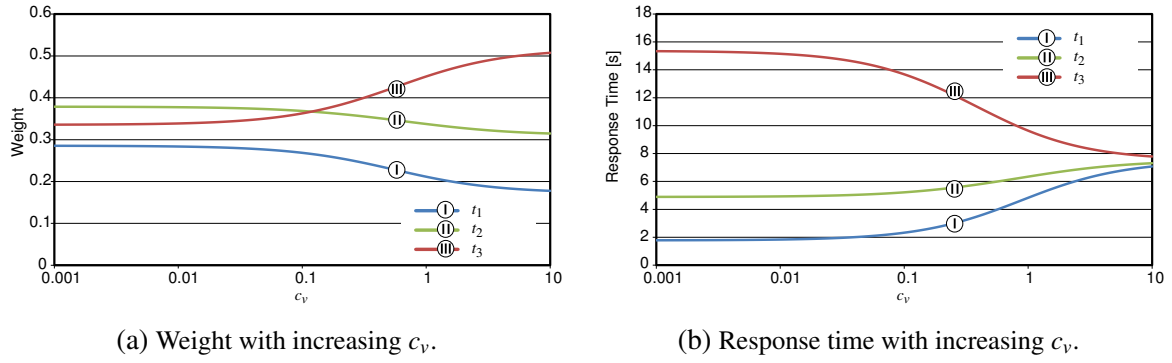 0.6
0.5
0.4
0.3
0.2
0.1
0
Weight
III
II
I
I t1
II t2
III t3
0.001 0.01 0.1 1 10
cv
(a) Weight with increasing cv.
18
16
14
12
10
8
6
4
2
0
Response Time [s]
I t1
II t2
III t3
III
II
I
0.001 0.01 0.1 1 10
cv
(b) Response time with increasing cv.